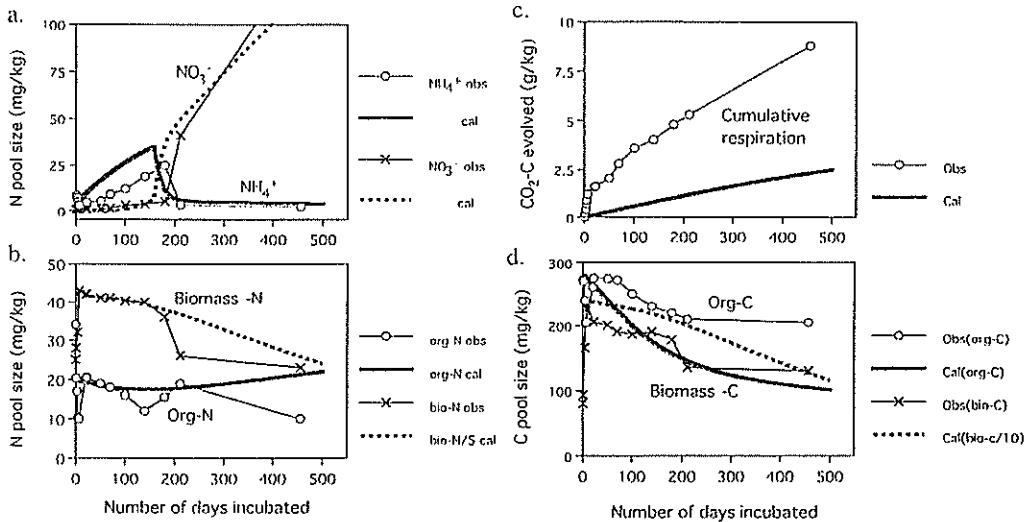 a.
N pool size (mg/kg)
100
75
50
25
0
0 100 200 300 400 500
NO3-
NH4+
NH4+ obs
cal
NO3- obs
cal
b.
N pool size (mg/kg)
50
40
30
20
10
0
0 100 200 300 400 500
Biomass -N
Org-N
org-N obs
org-N cal
bio-N obs
bio-N/5 cal
Number of days incubated
c.
CO2-C evolved (g/kg)
10
7.5
5
2.5
0
0 100 200 300 400 500
Cumulative
respiration
Obs
Cal
d.
C pool size (mg/kg)
300
200
100
0
0 100 200 300 400 500
Org-C
Biomass -C
Obs(org-C)
Cal(org-C)
Obs(bin-C)
Cal(bio-c/10)
Number of days incubated